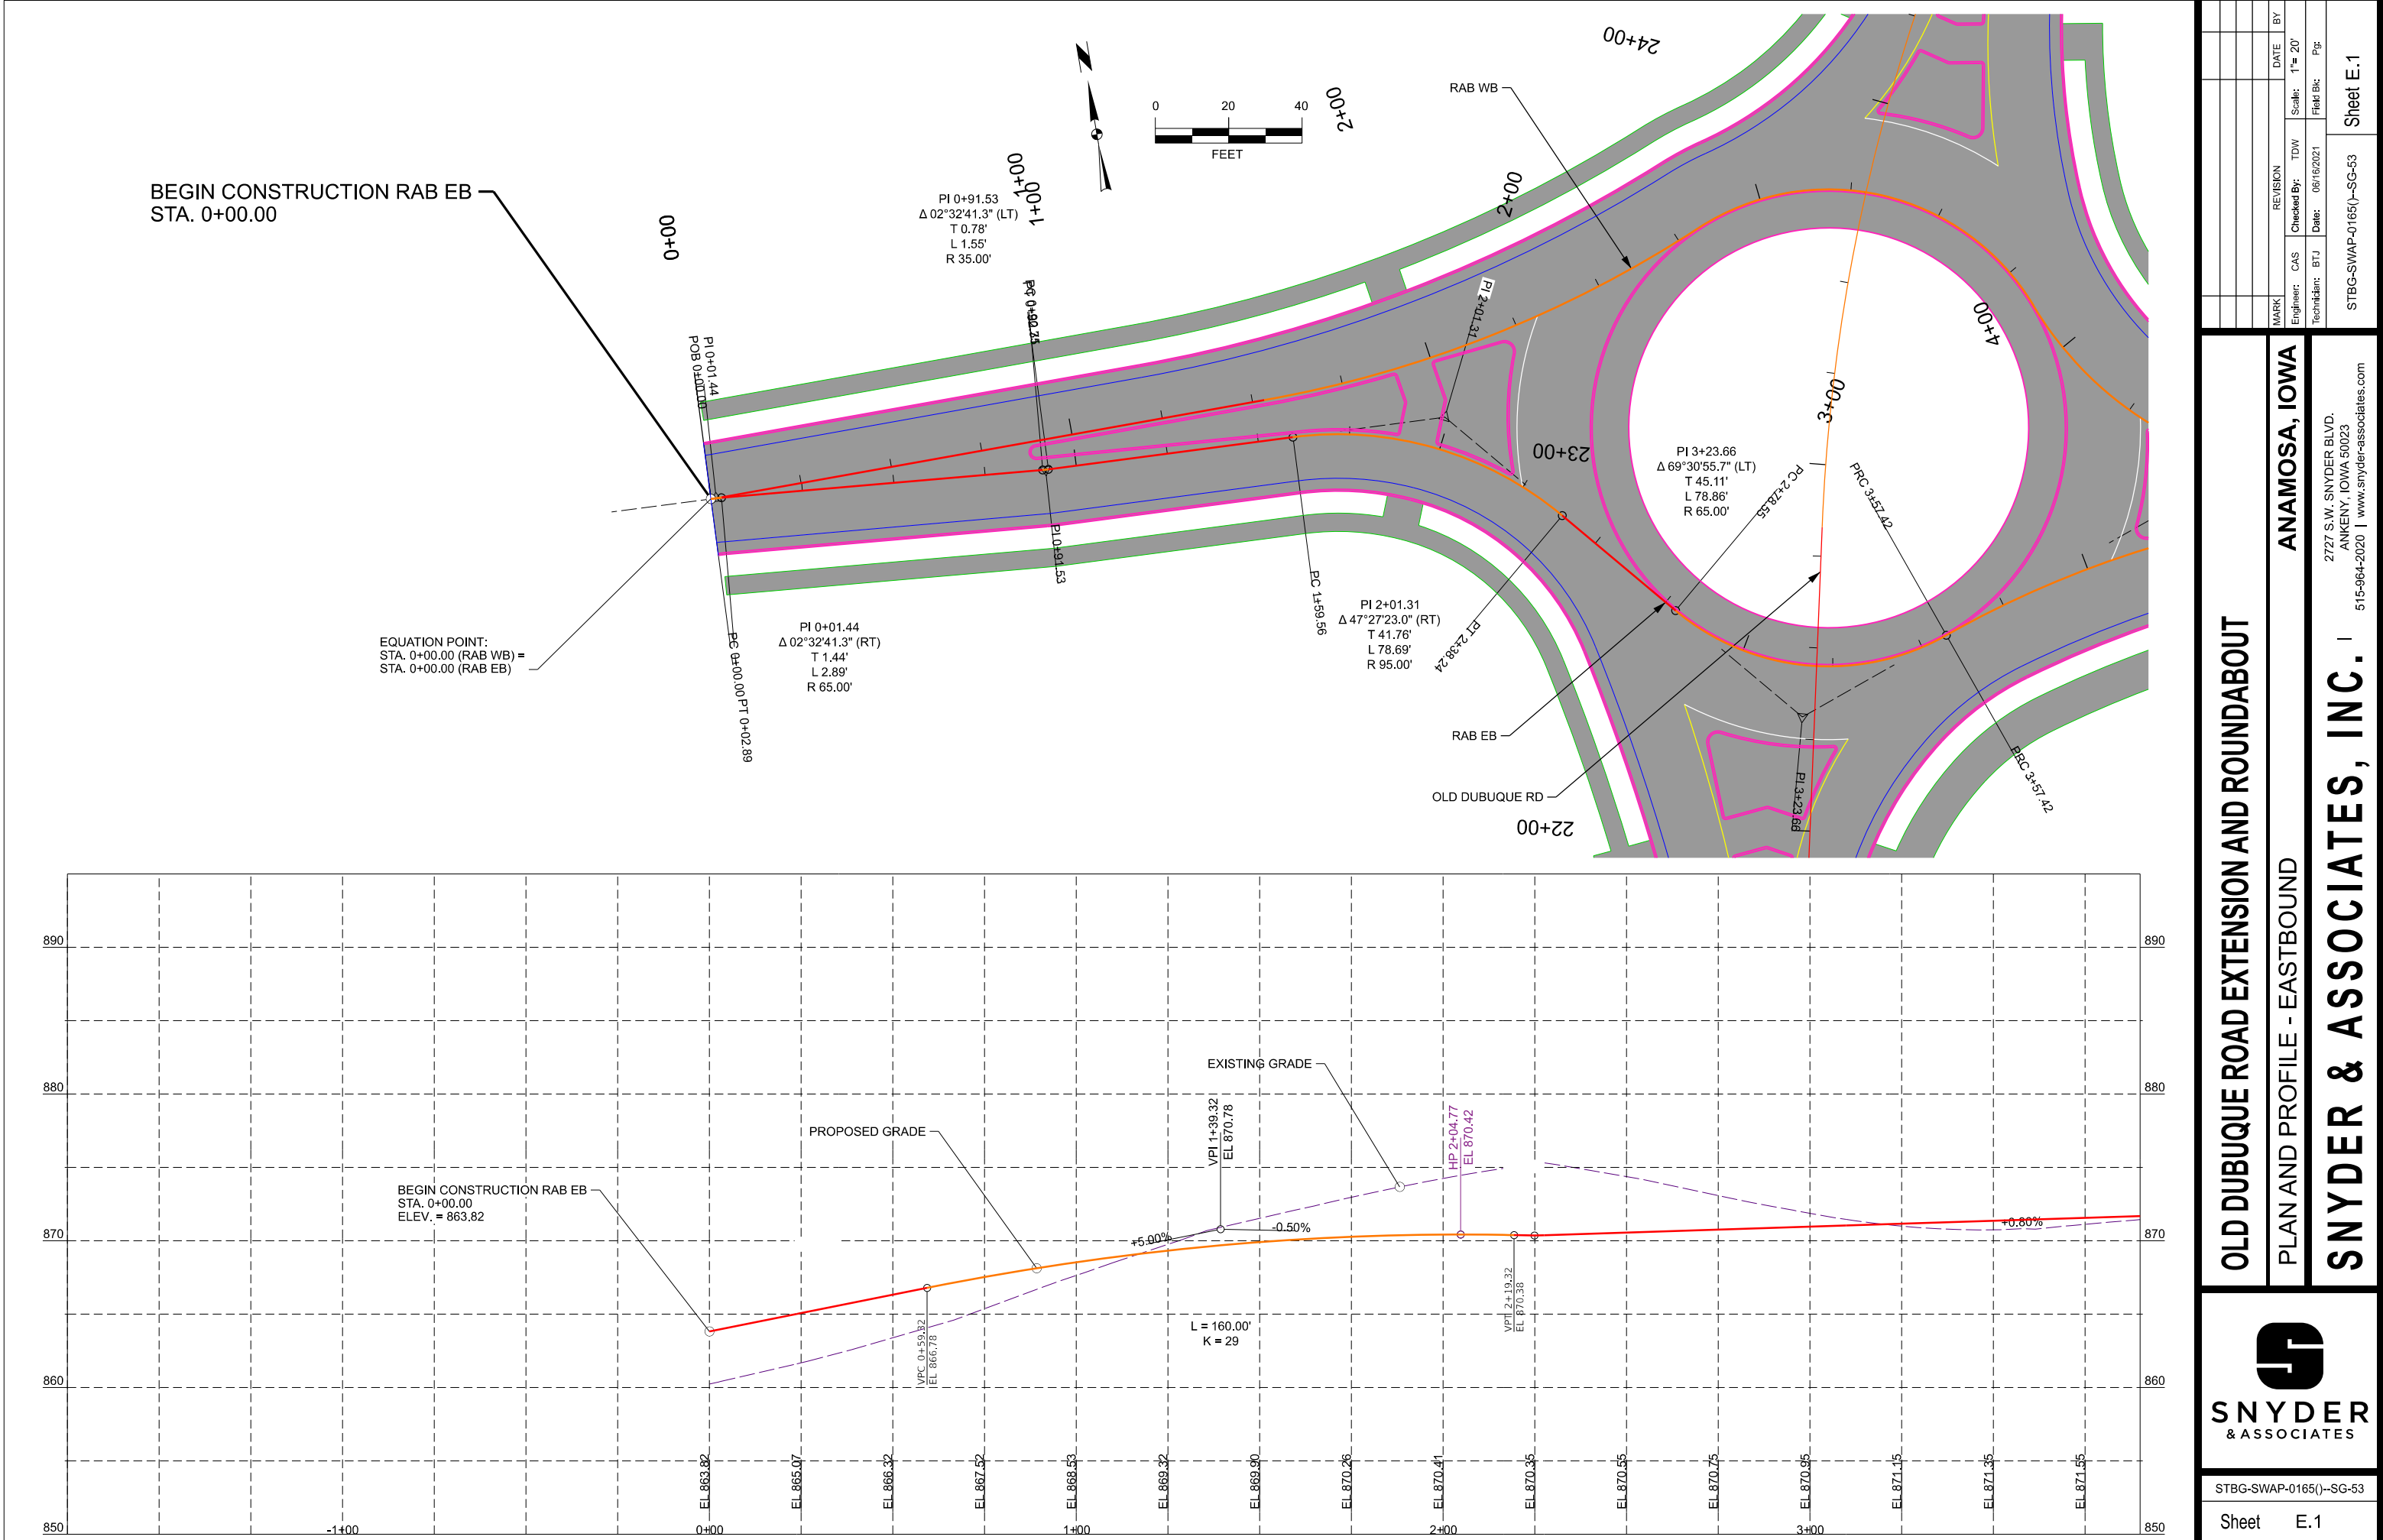 BEGIN CONSTRUCTION RAB EB
STA. 0+00.00
0+00
1+00
1+00
PI 0+91.53
Δ 02°32'41.3" (LT)
T 0.78'
L 1.55'
R 35.00'
0 20 40
FEET
2+00
24+00
RAB WB
2+00
PI 0+01.44
POB 0+00.00
PI 2+01.31
4+00
3+00
23+00
PI 3+23.66
Δ 69°30'55.7" (LT)
T 45.11'
L 78.86'
R 65.00'
PC 2+78.55
PRC 3+57.42
PI 0+91.53
PC 1+59.56
EQUATION POINT:
STA. 0+00.00 (RAB WB) =
STA. 0+00.00 (RAB EB)
PI 0+01.44
Δ 02°32'41.3" (RT)
T 1.44'
L 2.89'
R 65.00'
PC 0+00.00 PT 0+02.89
PI 2+01.31
Δ 47°27'23.0" (RT)
T 41.76'
L 78.69'
R 95.00'
PT 2+38.24
RAB EB
OLD DUBUQUE RD
22+00
PI 3+23.66
PRC 3+57.42
890 890
880 880
870 870
860 860
850 850
EXISTING GRADE
PROPOSED GRADE
VPI 1+39.32
EL 870.78
HP 2+04.77
EL 870.42
BEGIN CONSTRUCTION RAB EB
STA. 0+00.00
ELEV. = 863.82
+5.00%
-0.50%
+0.80%
VPC 0+59.32
EL 866.78
L = 160.00'
K = 29
VPT 2+19.32
EL 870.38
EL 863.82
EL 865.07
EL 866.32
EL 867.52
EL 868.53
EL 869.32
EL 869.90
EL 870.26
EL 870.41
EL 870.35
EL 870.55
EL 870.75
EL 870.95
EL 871.15
EL 871.35
EL 871.55
-1+00 0+00 1+00 2+00 3+00
MARK REVISION DATE BY
Engineer: CAS Checked By: TDW Scale: 1"= 20'
Technician: BTJ Date: 06/16/2021 Field Bk: Pg:
STBG-SWAP-0165()--SG-53 Sheet E.1
OLD DUBUQUE ROAD EXTENSION AND ROUNDABOUT
PLAN AND PROFILE - EASTBOUND
ANAMOSA, IOWA
SNYDER & ASSOCIATES, INC.
2727 S.W. SNYDER BLVD.
ANKENY, IOWA 50023
515-964-2020 | www.snyder-associates.com
SNYDER
& ASSOCIATES
STBG-SWAP-0165()--SG-53
Sheet E.1